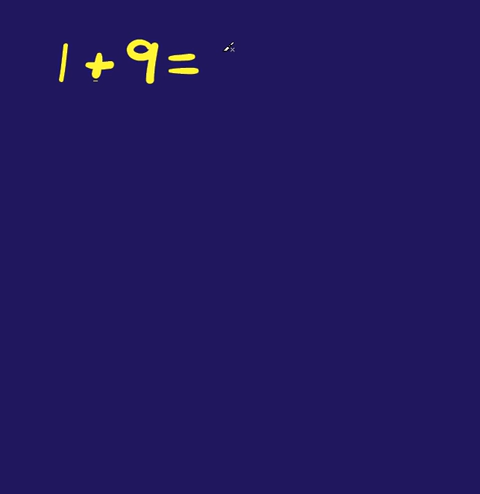 1 + 9 =